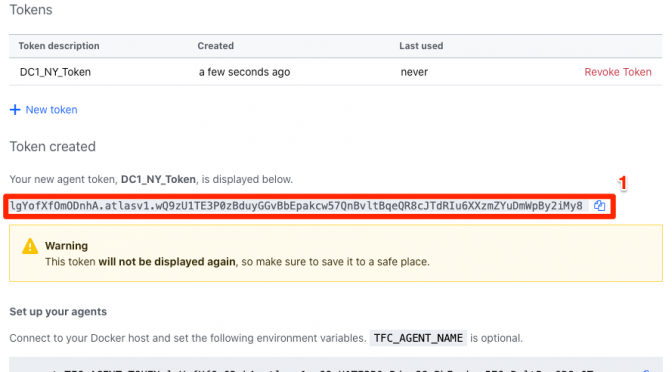 Tokens
Token description Created Last used
DC1_NY_Token a few seconds ago never Revoke Token
+ New token
Token created
Your new agent token, DC1_NY_Token, is displayed below.
1
lgYofXfOmODnhA.atlasv1.wQ9zU1TE3P0zBduyGGvBbEpakcw57QnBvltBqeQR8cJTdRIu6XXzmZYuDmWpBy2iMy8
Warning
This token will not be displayed again, so make sure to save it to a safe place.
Set up your agents
Connect to your Docker host and set the following environment variables. TFC_AGENT_NAME is optional.